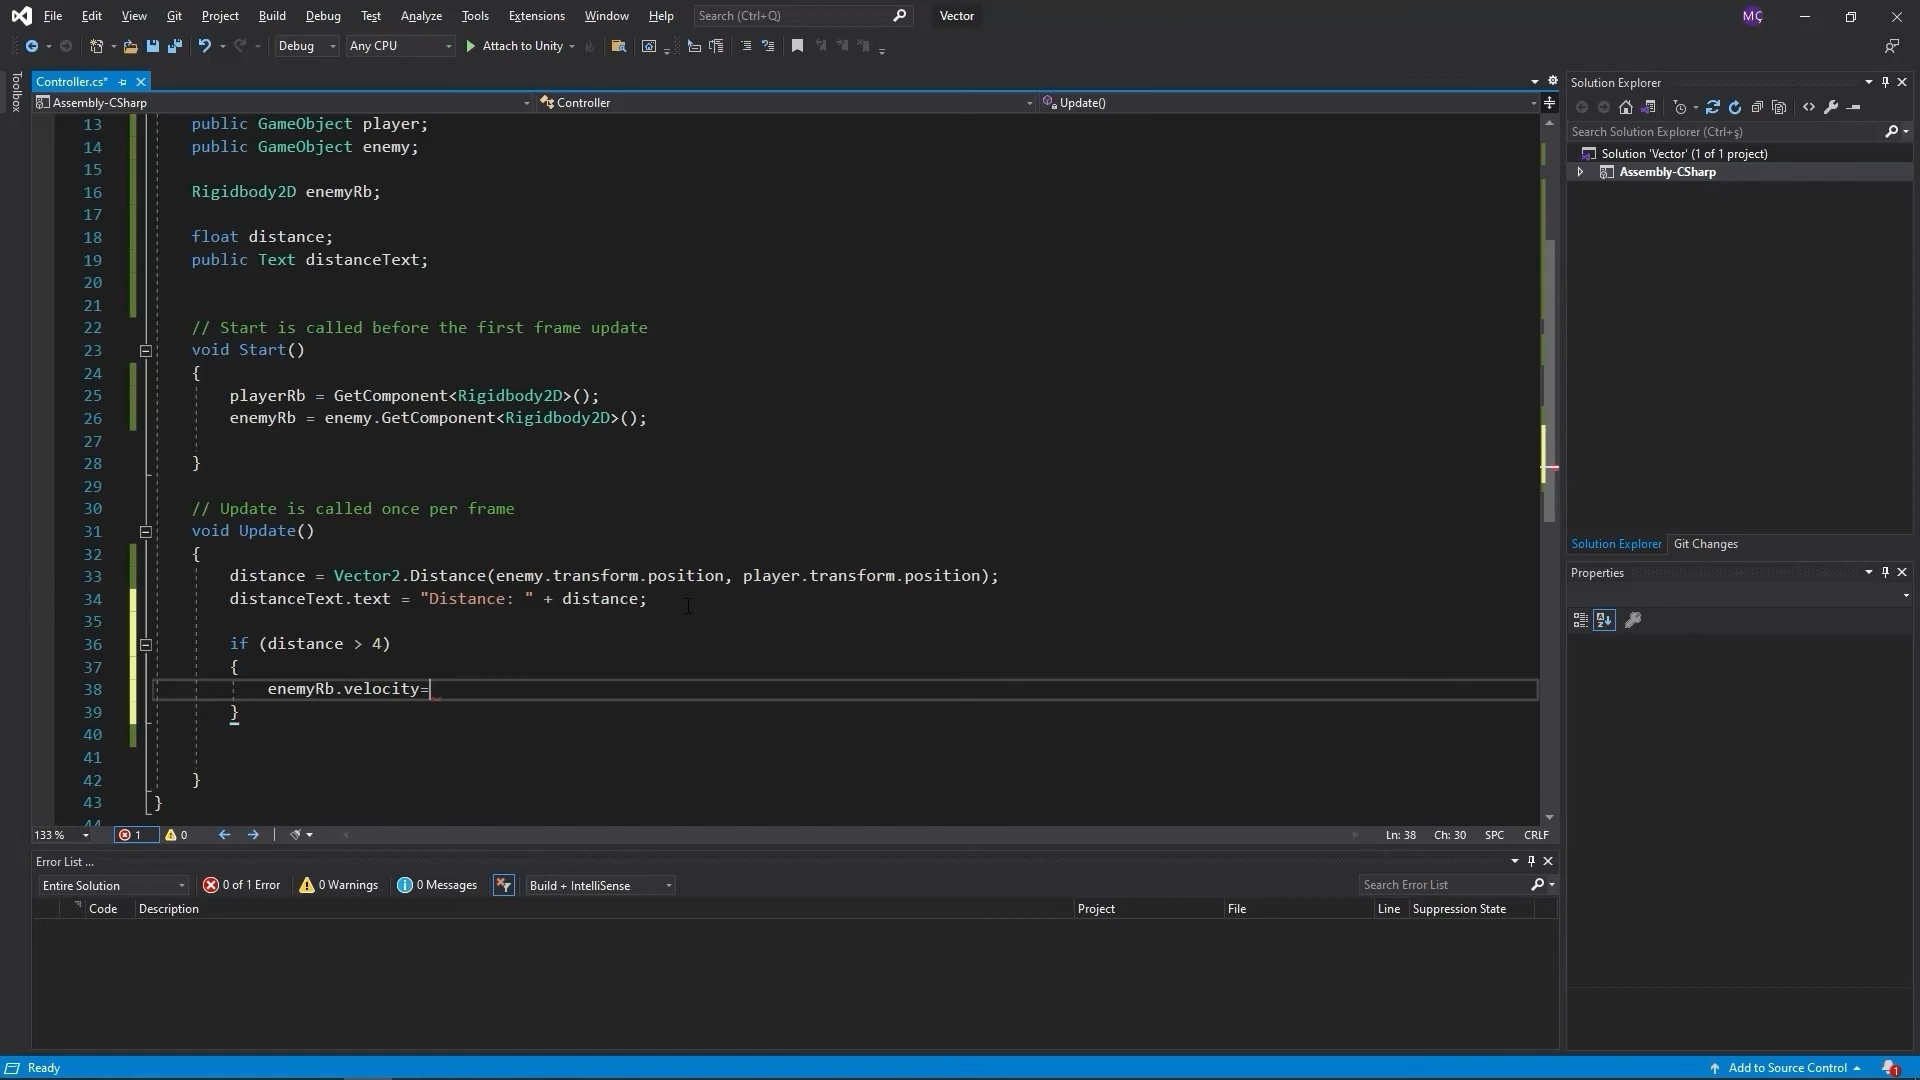 File Edit View Git Project Build Debug Test Analyze Tools Extensions Window Help Search (Ctrl+Q) Vector MÇ
Debug Any CPU Attach to Unity
Toolbox
Controller.cs*
Assembly-CSharp Controller Update()
13 public GameObject player;
14 public GameObject enemy;
15
16 Rigidbody2D enemyRb;
17
18 float distance;
19 public Text distanceText;
20
21
22 // Start is called before the first frame update
23 void Start()
24 {
25 playerRb = GetComponent<Rigidbody2D>();
26 enemyRb = enemy.GetComponent<Rigidbody2D>();
27
28 }
29
30 // Update is called once per frame
31 void Update()
32 {
33 distance = Vector2.Distance(enemy.transform.position, player.transform.position);
34 distanceText.text = "Distance: " + distance;
35
36 if (distance > 4)
37 {
38 enemyRb.velocity=
39 }
40
41
42 }
43 }
44
133 % 1 0 Ln: 38 Ch: 30 SPC CRLF
Error List ...
Entire Solution 0 of 1 Error 0 Warnings 0 Messages Build + IntelliSense Search Error List
Code Description Project File Line Suppression State
Solution Explorer
Search Solution Explorer (Ctrl+ş)
Solution 'Vector' (1 of 1 project)
Assembly-CSharp
Solution Explorer Git Changes
Properties
Ready Add to Source Control 1